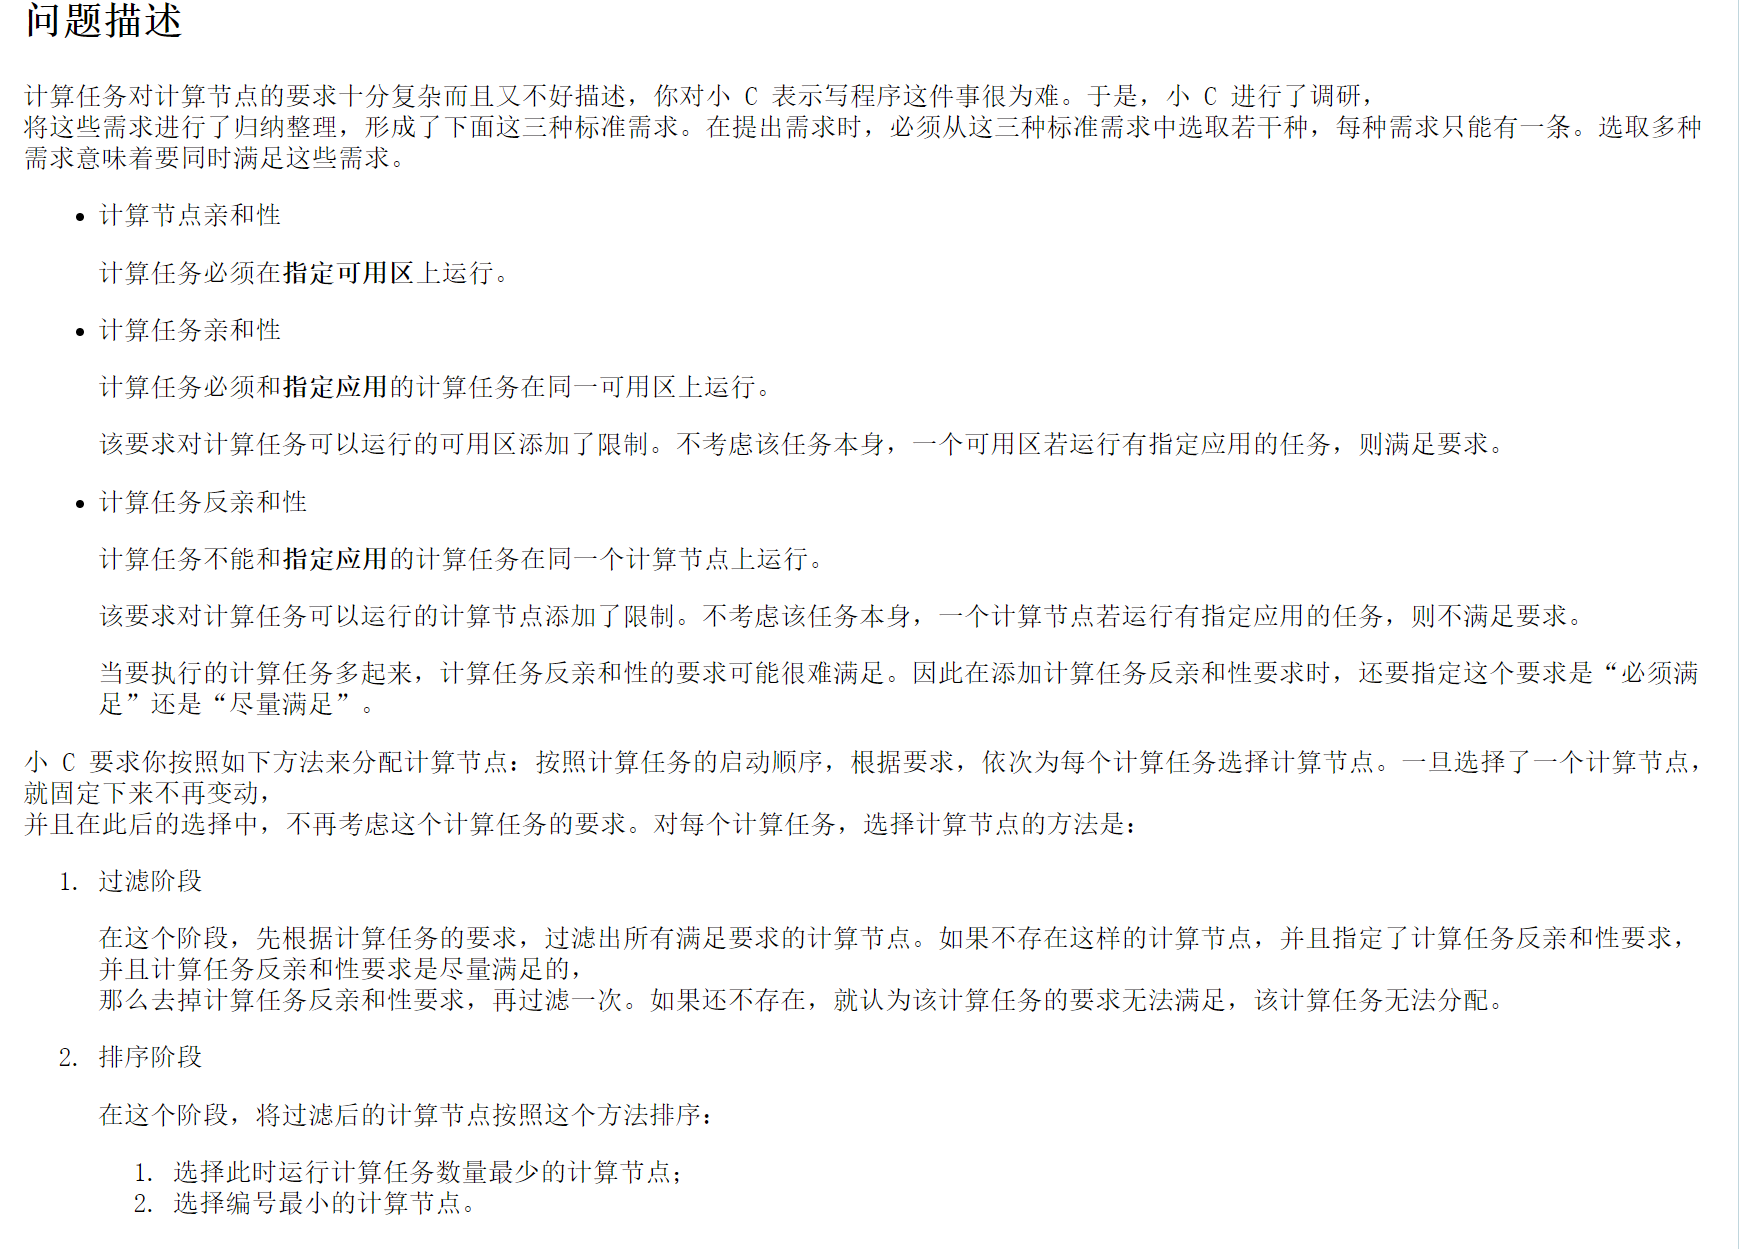 问题描述
计算任务对计算节点的要求十分复杂而且又不好描述，你对小 C 表示写程序这件事很为难。于是，小 C 进行了调研，
将这些需求进行了归纳整理，形成了下面这三种标准需求。在提出需求时，必须从这三种标准需求中选取若干种，每种需求只能有一条。选取多种
需求意味着要同时满足这些需求。
• 计算节点亲和性
计算任务必须在指定可用区上运行。
• 计算任务亲和性
计算任务必须和指定应用的计算任务在同一可用区上运行。
该要求对计算任务可以运行的可用区添加了限制。不考虑该任务本身，一个可用区若运行有指定应用的任务，则满足要求。
• 计算任务反亲和性
计算任务不能和指定应用的计算任务在同一个计算节点上运行。
该要求对计算任务可以运行的计算节点添加了限制。不考虑该任务本身，一个计算节点若运行有指定应用的任务，则不满足要求。
当要执行的计算任务多起来，计算任务反亲和性的要求可能很难满足。因此在添加计算任务反亲和性要求时，还要指定这个要求是“必须满
足”还是“尽量满足”。
小 C 要求你按照如下方法来分配计算节点：按照计算任务的启动顺序，根据要求，依次为每个计算任务选择计算节点。一旦选择了一个计算节点，
就固定下来不再变动，
并且在此后的选择中，不再考虑这个计算任务的要求。对每个计算任务，选择计算节点的方法是：
1. 过滤阶段
在这个阶段，先根据计算任务的要求，过滤出所有满足要求的计算节点。如果不存在这样的计算节点，并且指定了计算任务反亲和性要求，
并且计算任务反亲和性要求是尽量满足的，
那么去掉计算任务反亲和性要求，再过滤一次。如果还不存在，就认为该计算任务的要求无法满足，该计算任务无法分配。
2. 排序阶段
在这个阶段，将过滤后的计算节点按照这个方法排序：
1. 选择此时运行计算任务数量最少的计算节点；
2. 选择编号最小的计算节点。